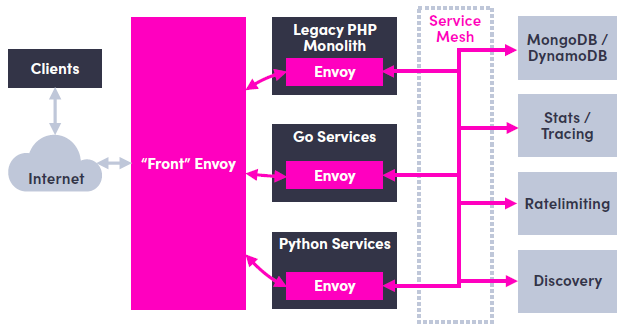 Clients
Internet
“Front” Envoy
Legacy PHP
Monolith
Envoy
Go Services
Envoy
Python Services
Envoy
Service
Mesh
MongoDB /
DynamoDB
Stats /
Tracing
Ratelimiting
Discovery